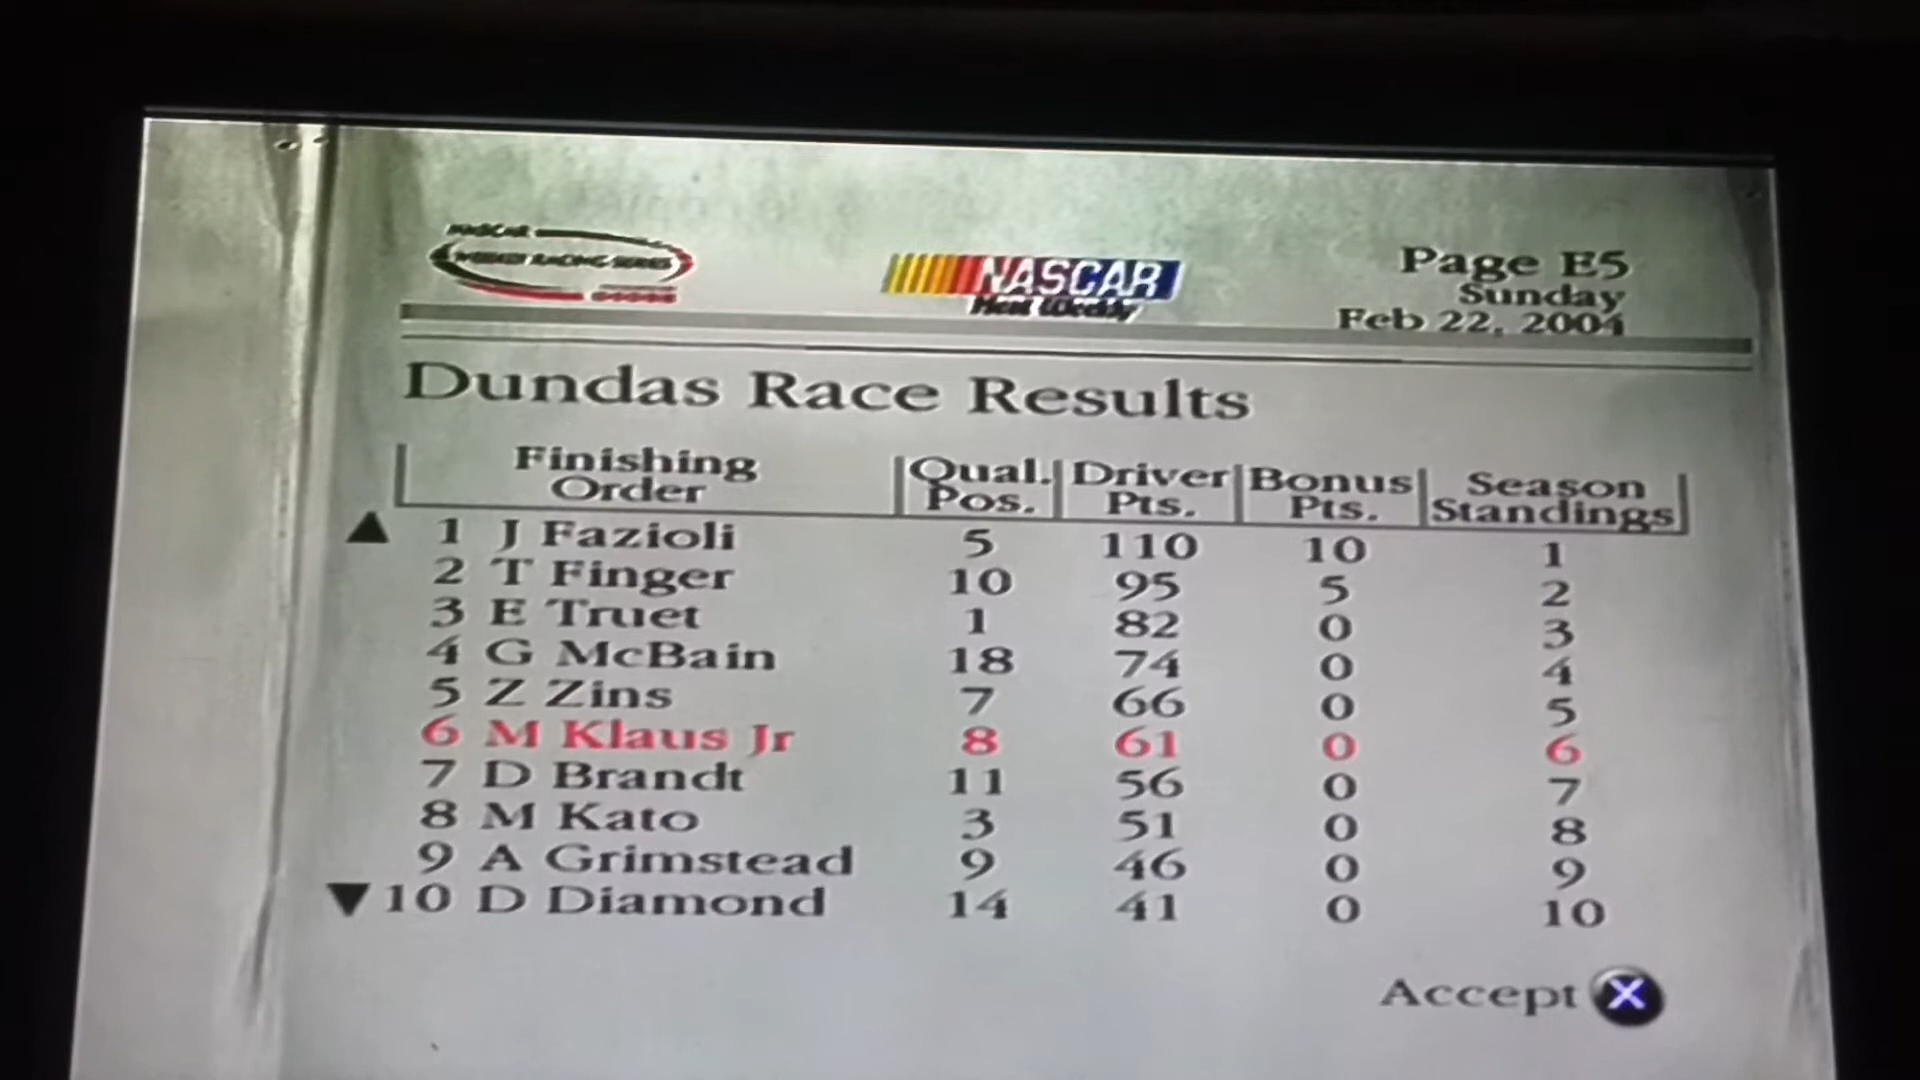 NASCAR
NASCAR
Page E5
Sunday
Feb 22, 2004
Dundas Race Results
Finishing Order Qual. Pos. Driver Pts. Bonus Pts. Season Standings
1 J Fazioli 5 110 10 1
2 T Finger 10 95 5 2
3 E Truet 1 82 0 3
4 G McBain 18 74 0 4
5 Z Zins 7 66 0 5
6 M Klaus Jr 8 61 0 6
7 D Brandt 11 56 0 7
8 M Kato 3 51 0 8
9 A Grimstead 9 46 0 9
10 D Diamond 14 41 0 10
Accept X